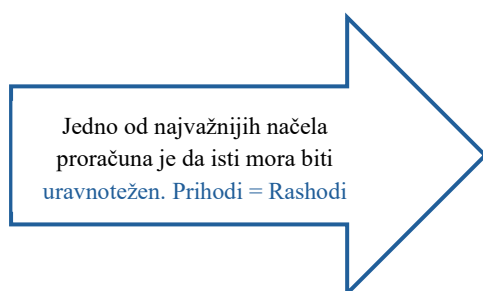 Jedno od najvažnijih načela
proračuna je da isti mora biti
uravnotežen. Prihodi = Rashodi